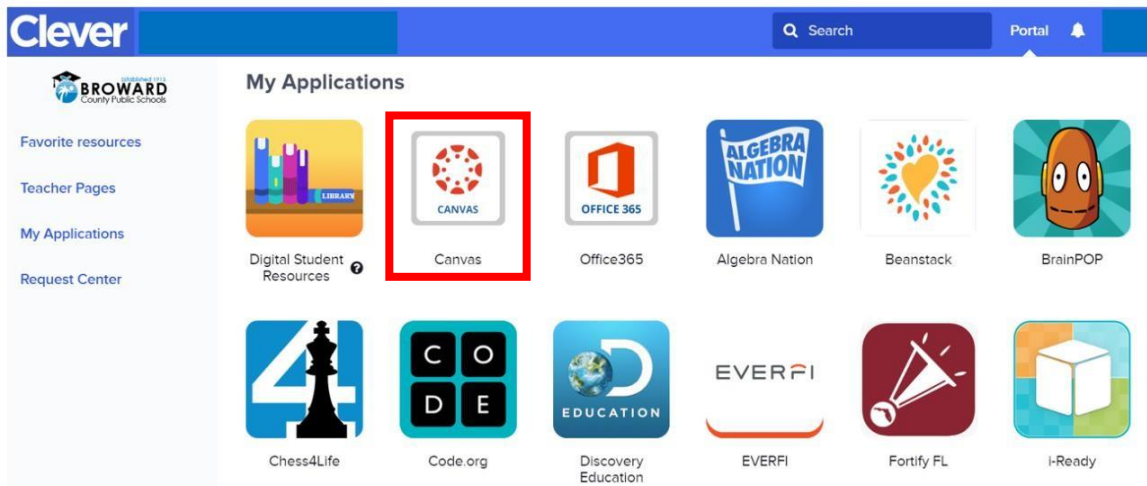 Clever
Search
Portal
Established 1915
BROWARD
County Public Schools
My Applications
Favorite resources
Teacher Pages
My Applications
Request Center
LIBRARY
CANVAS
OFFICE 365
ALGEBRA
NATION
Digital Student
Resources ?
Canvas
Office365
Algebra Nation
Beanstack
BrainPOP
4
C O
D E
D
EDUCATION
EVERFI
Chess4Life
Code.org
Discovery
Education
EVERFI
Fortify FL
i-Ready